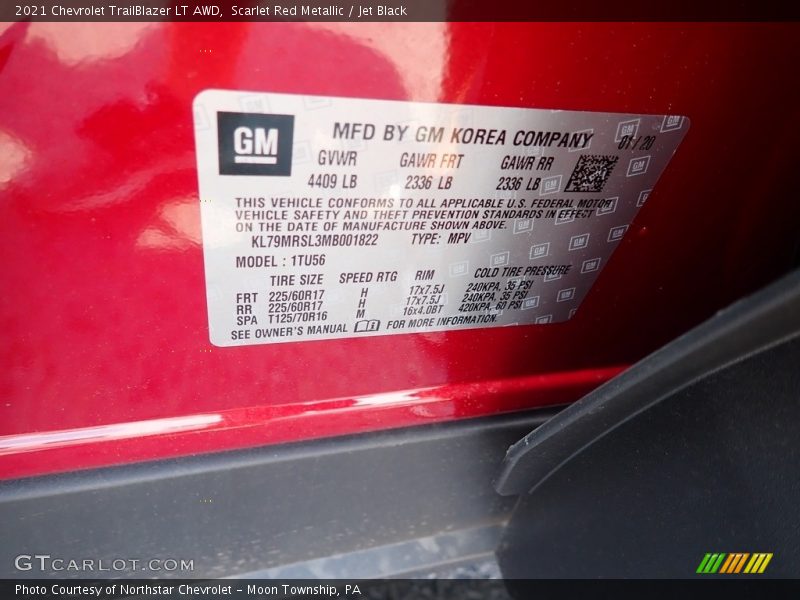 2021 Chevrolet TrailBlazer LT AWD, Scarlet Red Metallic / Jet Black
GM
MFD BY GM KOREA COMPANY
01/20
GVWR GAWR FRT GAWR RR
4409 LB 2336 LB 2336 LB
THIS VEHICLE CONFORMS TO ALL APPLICABLE U.S. FEDERAL MOTOR
VEHICLE SAFETY AND THEFT PREVENTION STANDARDS IN EFFECT
ON THE DATE OF MANUFACTURE SHOWN ABOVE.
KL79MRSL3MB001822 TYPE: MPV
MODEL : 1TU56
TIRE SIZE SPEED RTG RIM COLD TIRE PRESSURE
FRT 225/60R17 H 17x7.5J 240KPA, 35 PSI
RR 225/60R17 H 17x7.5J 240KPA, 35 PSI
SPA T125/70R16 M 16x4.0BT 420KPA, 60 PSI
SEE OWNER'S MANUAL FOR MORE INFORMATION.
GTCARLOT.COM
Photo Courtesy of Northstar Chevrolet - Moon Township, PA